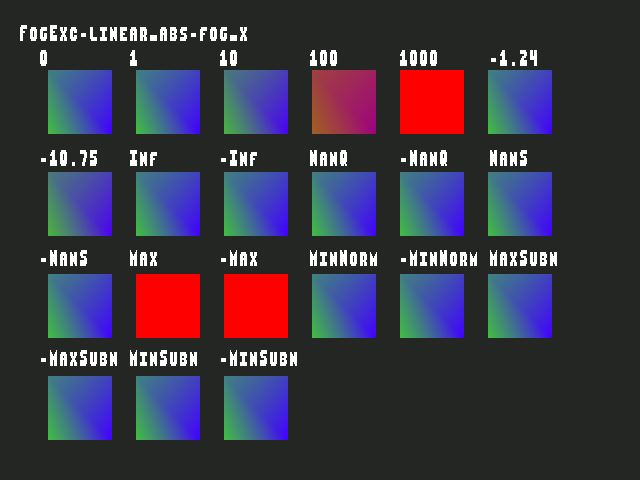 FogExc-linear_abs-fog_x
0 1 10 100 1000 -1.24
-10.75 Inf -Inf NanQ -NanQ NanS
-NanS Max -Max MinNorm -MinNorm MaxSubN
-MaxSubN MinSubN -MinSubN